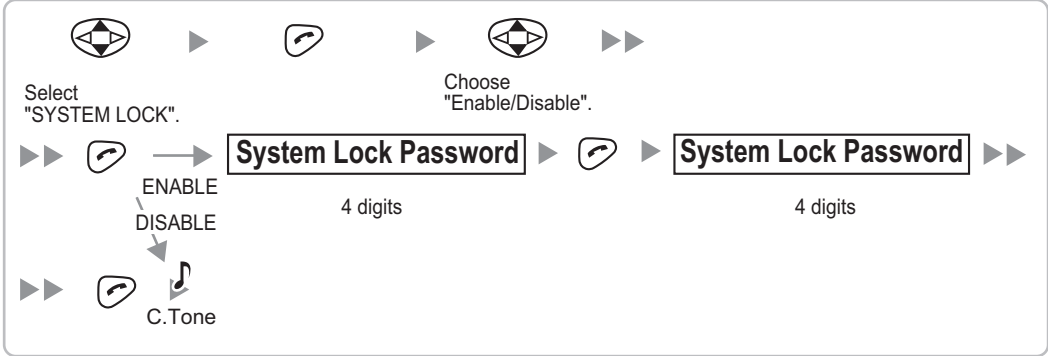 Select
"SYSTEM LOCK".
Choose
"Enable/Disable".
System Lock Password
System Lock Password
ENABLE
4 digits
4 digits
DISABLE
C.Tone